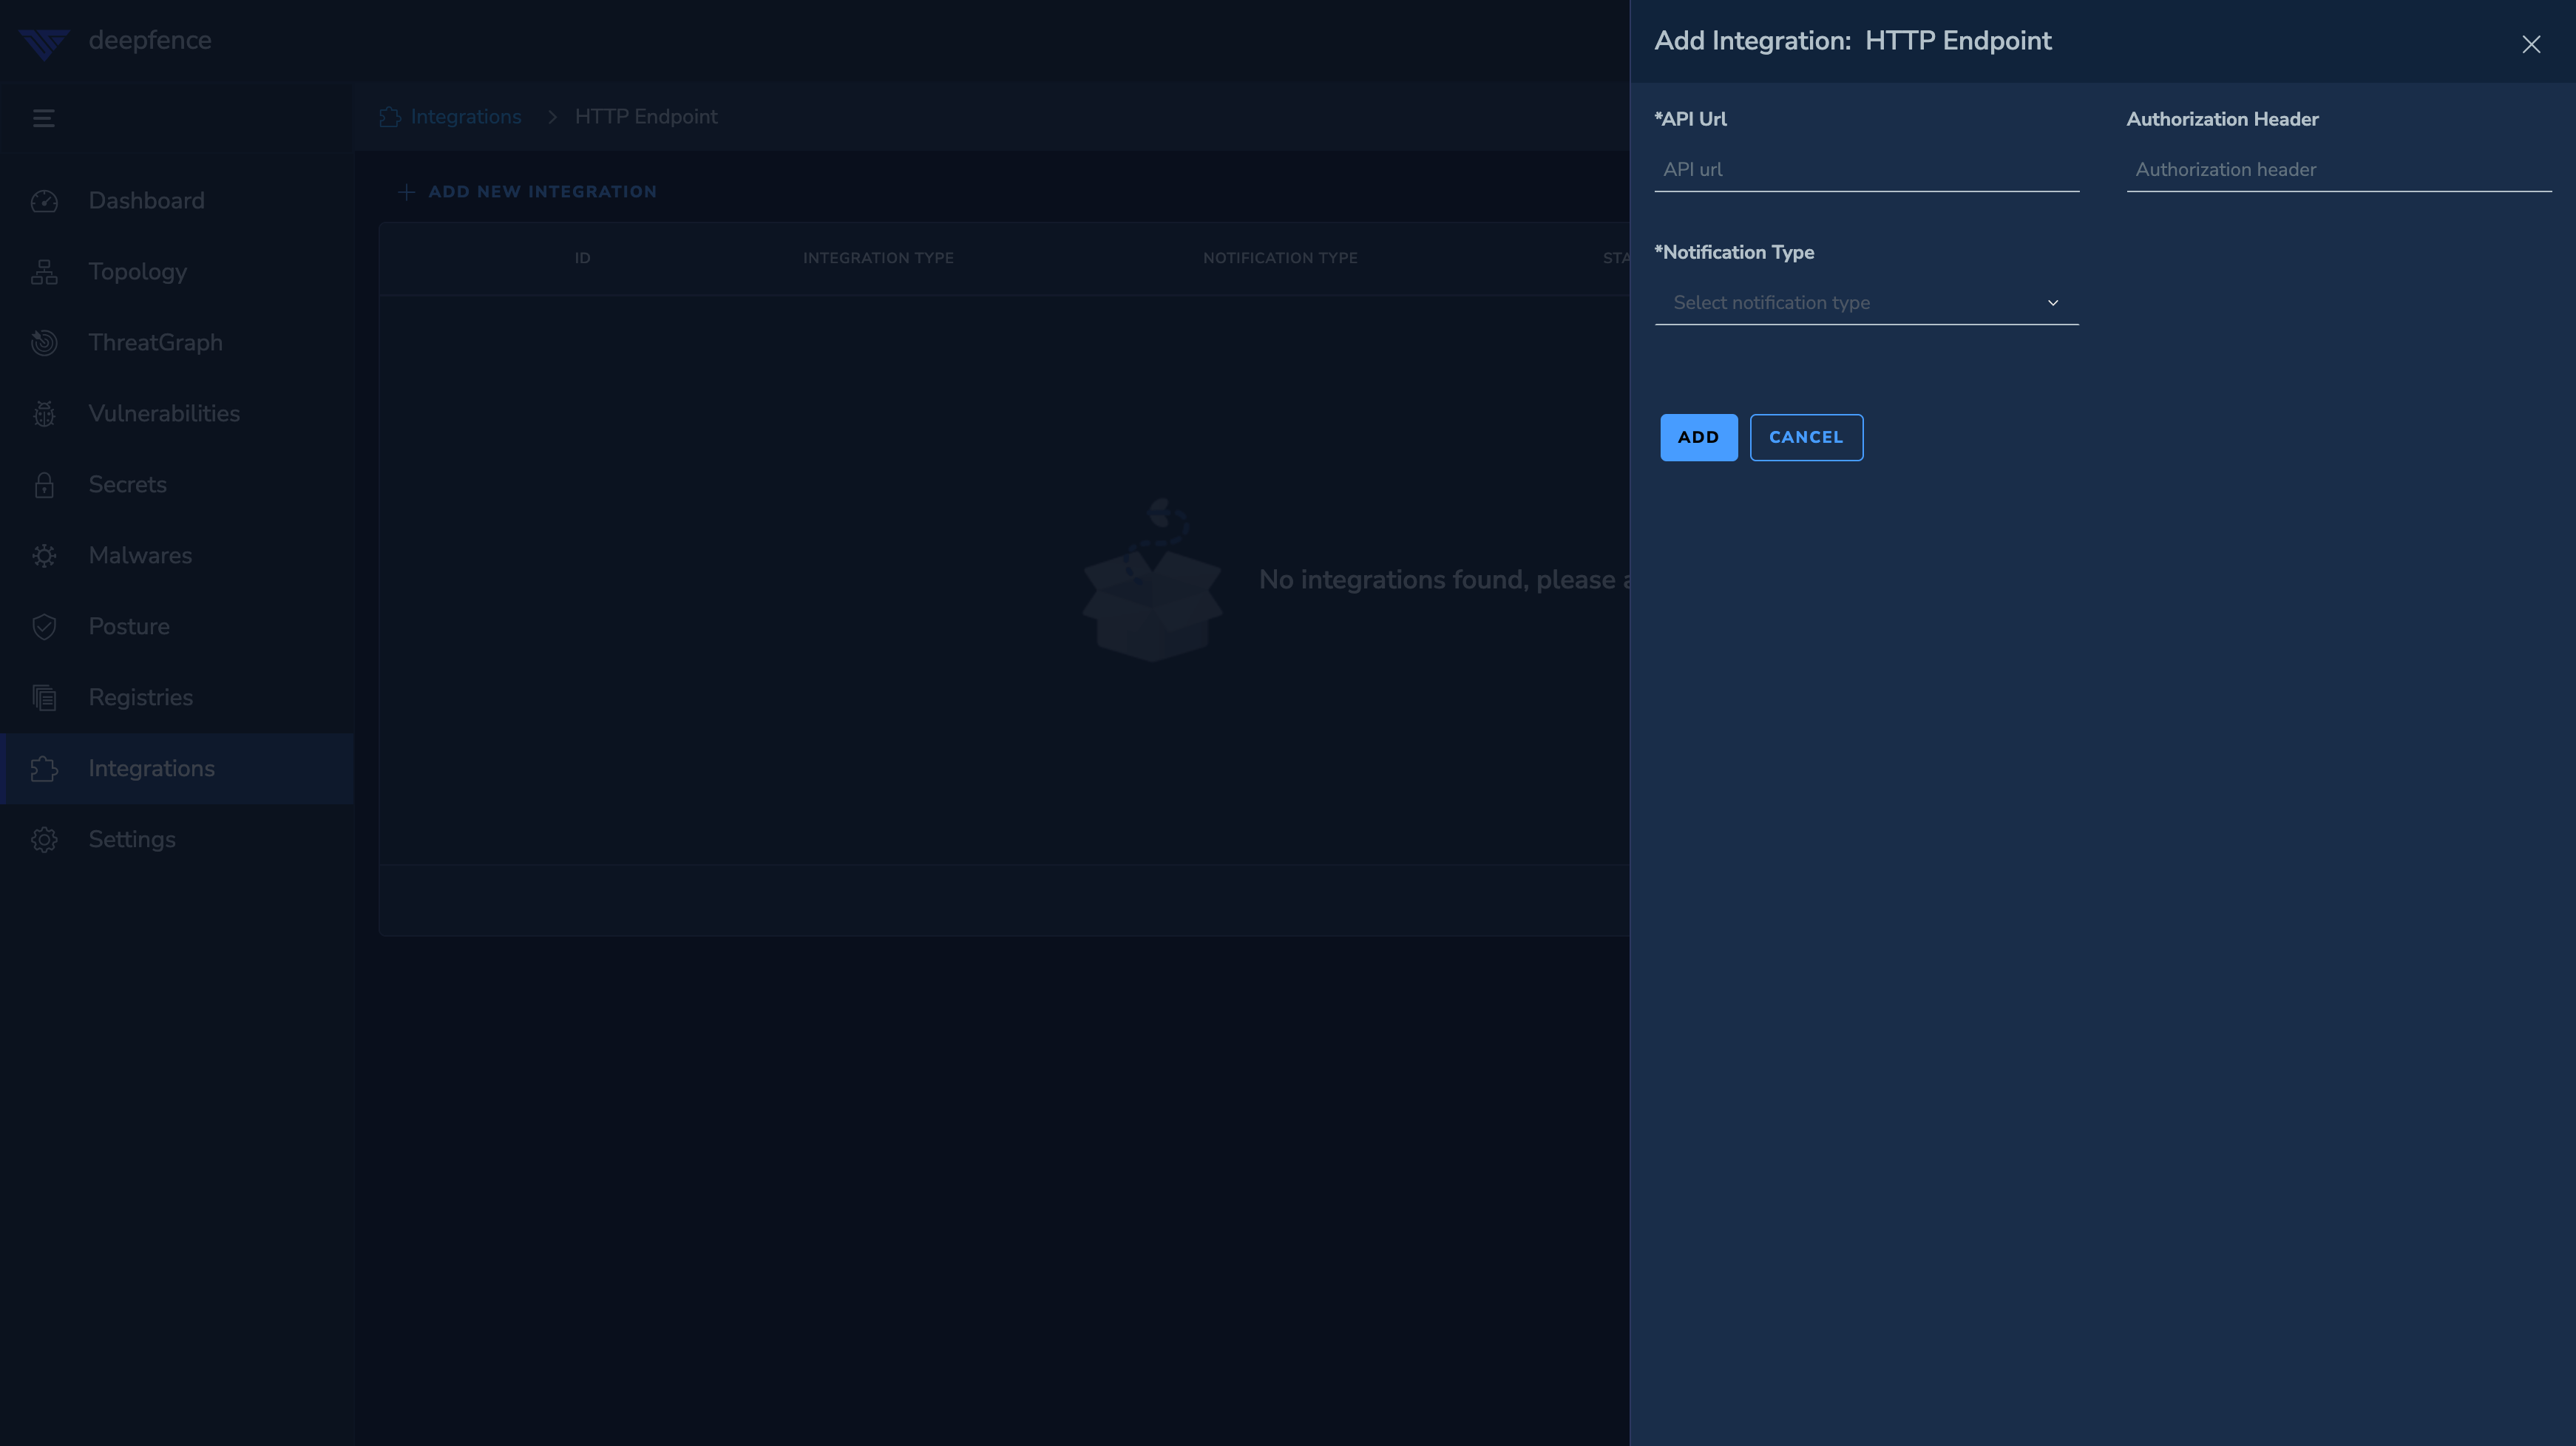 deepfence
Add Integration: HTTP Endpoint
Integrations
HTTP Endpoint
ADD NEW INTEGRATION
ID
INTEGRATION TYPE
NOTIFICATION TYPE
STA
No integrations found, please a
Dashboard
Topology
ThreatGraph
Vulnerabilities
Secrets
Malwares
Posture
Registries
Integrations
Settings
*API Url
Authorization Header
API url
Authorization header
*Notification Type
Select notification type
ADD
CANCEL